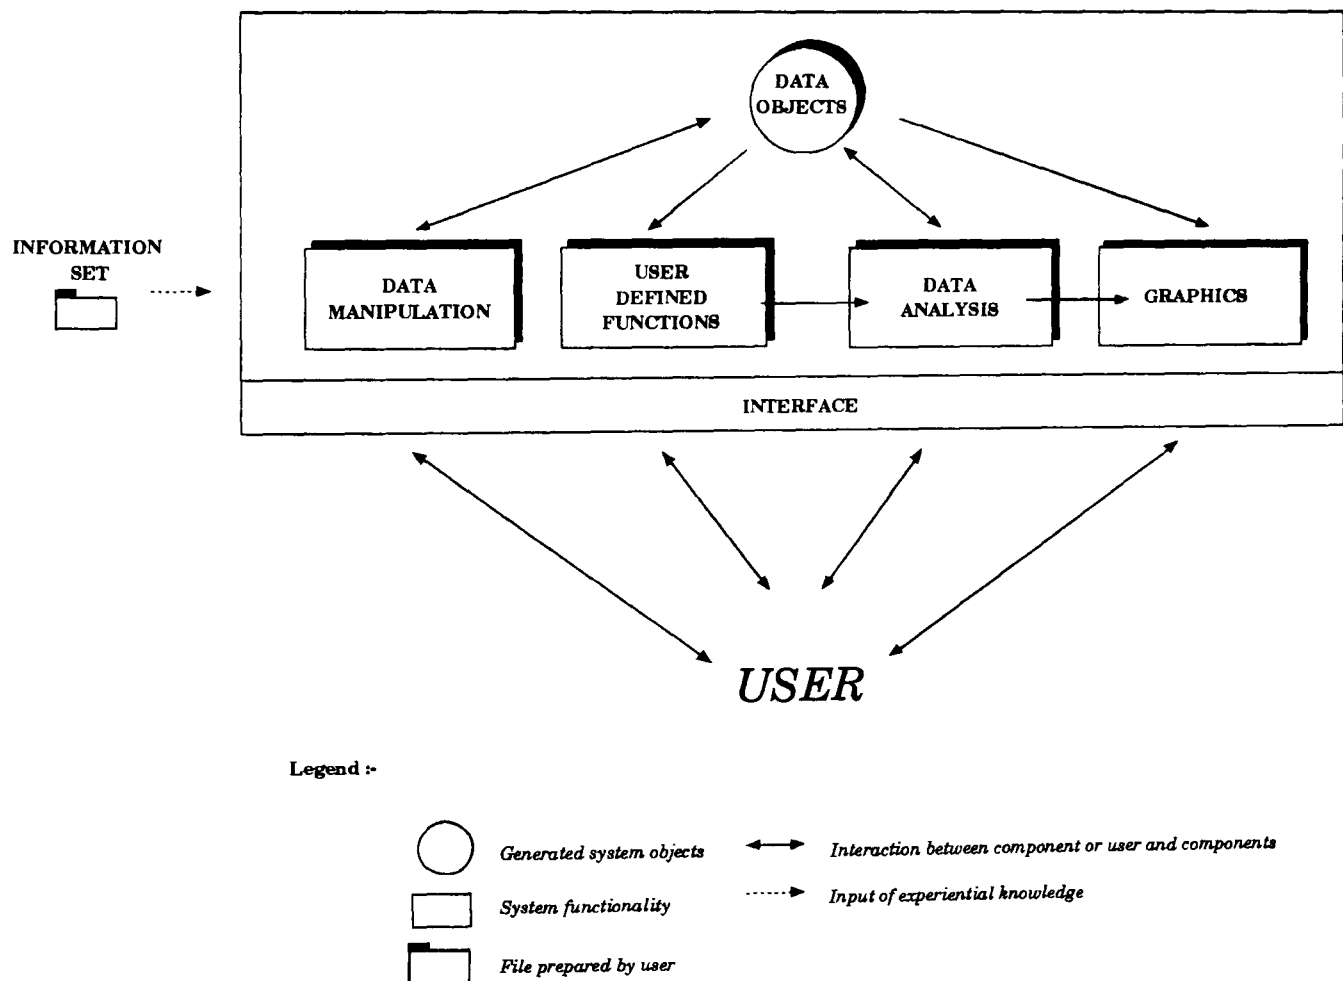 DATA
OBJECTS
INFORMATION
SET
DATA
MANIPULATION
USER
DEFINED
FUNCTIONS
DATA
ANALYSIS
GRAPHICS
INTERFACE
USER
Legend :-
Generated system objects
Interaction between component or user and components
System functionality
Input of experiential knowledge
File prepared by user